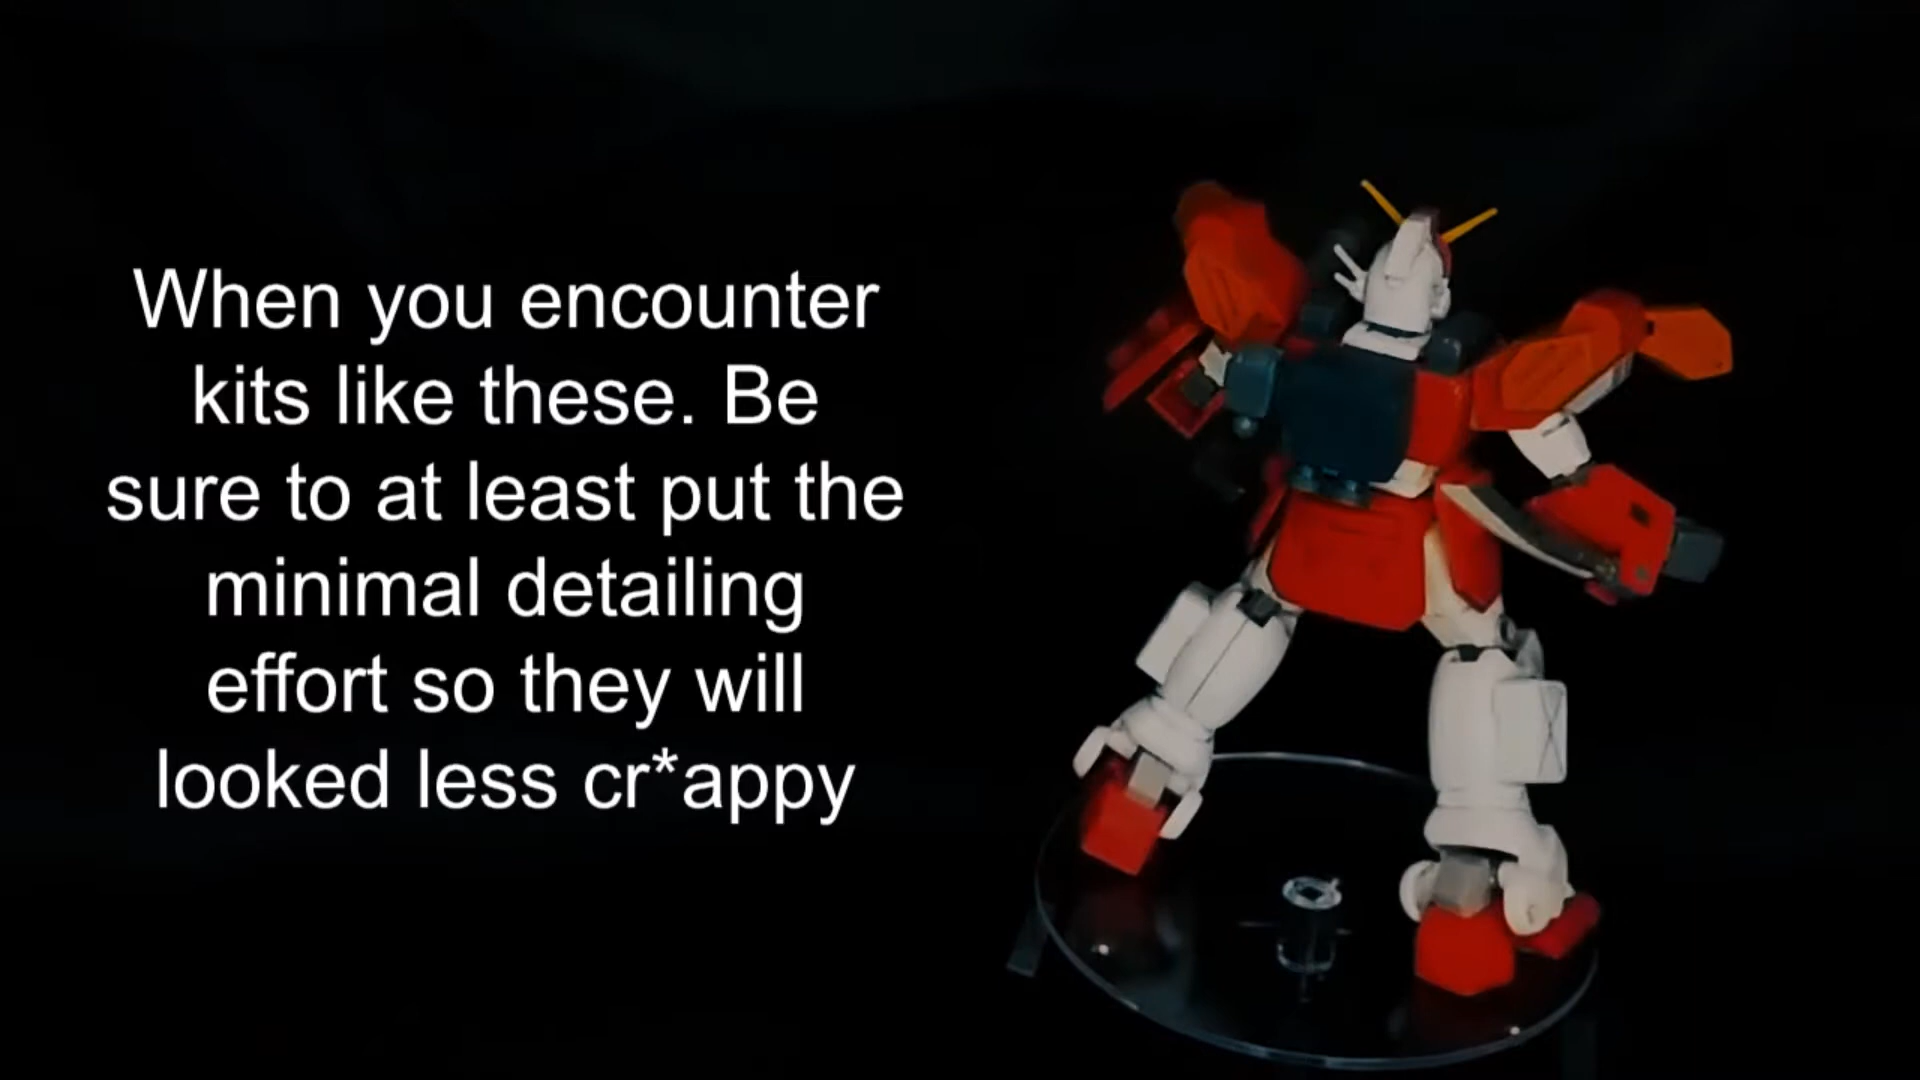 When you encounter
kits like these. Be
sure to at least put the
minimal detailing
effort so they will
looked less cr*appy